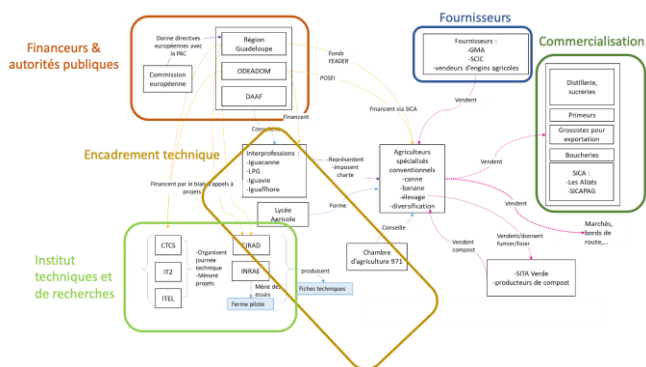 Financeurs &
autorités publiques
Donne directives
européennes avec
la PAC
Commission
européenne
Région
Guadeloupe
ODEADOM
DAAF
Fonds
FEADER
POSEI
Fournisseurs
Fournisseurs :
-GMA
-SCIC
-vendeurs d'engins agricoles
Commercialisation
Distillerie,
sucreries
Primeurs
Grossistes pour
exportation
Boucheries
SICA :
-Les Alizés
-SICAPAG
Financent via SICA
Vendent
Financent
Encadrement technique
Interprofessions :
-Iguacanne
-LPG
-Iguavie
-Iguaflhore
-Représentent
-Imposent
charte
Agriculteurs
spécialisés
conventionnels
-canne
-banane
-élevage
-diversification
Vendent
Financent par le biais d'appels à
projets
Lycée
Agricole
Forme
Conseille
Vendent
Marchés,
bords de
route,...
Vendent/donnent
fumier/lisier
Vendent
compost
Chambre
d'agriculture 971
-SITA Verde
-producteurs de compost
Institut
techniques et
de recherches
CTCS
IT2
ITEL
-Organisent
journée
technique
-Mènent
projets
CIRAD
INRAE
Mène des
essais
Ferme pilote
produisent
Fiches techniques